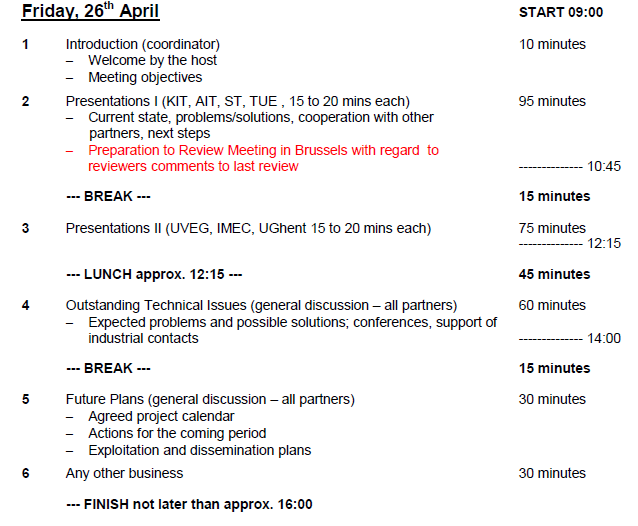 Friday, 26th April START 09:00
1 Introduction (coordinator) 10 minutes
– Welcome by the host
– Meeting objectives
2 Presentations I (KIT, AIT, ST, TUE , 15 to 20 mins each) 95 minutes
– Current state, problems/solutions, cooperation with other
partners, next steps
– Preparation to Review Meeting in Brussels with regard to
reviewers comments to last review -------------- 10:45
--- BREAK --- 15 minutes
3 Presentations II (UVEG, IMEC, UGhent 15 to 20 mins each) 75 minutes
-------------- 12:15
--- LUNCH approx. 12:15 --- 45 minutes
4 Outstanding Technical Issues (general discussion – all partners) 60 minutes
– Expected problems and possible solutions; conferences, support of
industrial contacts -------------- 14:00
--- BREAK --- 15 minutes
5 Future Plans (general discussion – all partners) 30 minutes
– Agreed project calendar
– Actions for the coming period
– Exploitation and dissemination plans
6 Any other business 30 minutes
--- FINISH not later than approx. 16:00